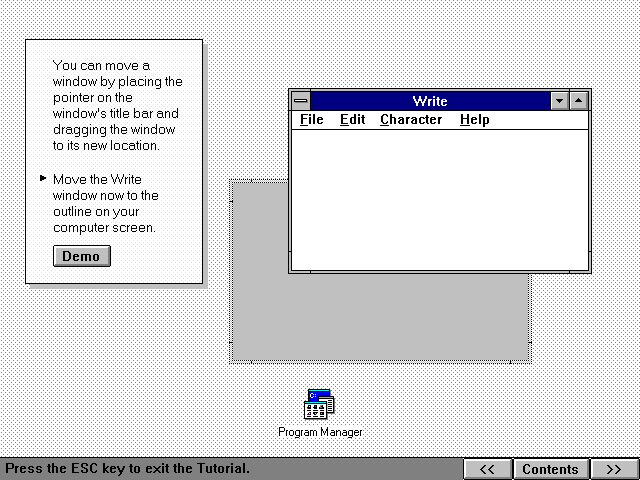 You can move a
window by placing the
pointer on the
window's title bar and
dragging the window
to its new location.
Move the Write
window now to the
outline on your
computer screen.
Demo
Write
File Edit Character Help
Program Manager
Press the ESC key to exit the Tutorial.
<< Contents >>